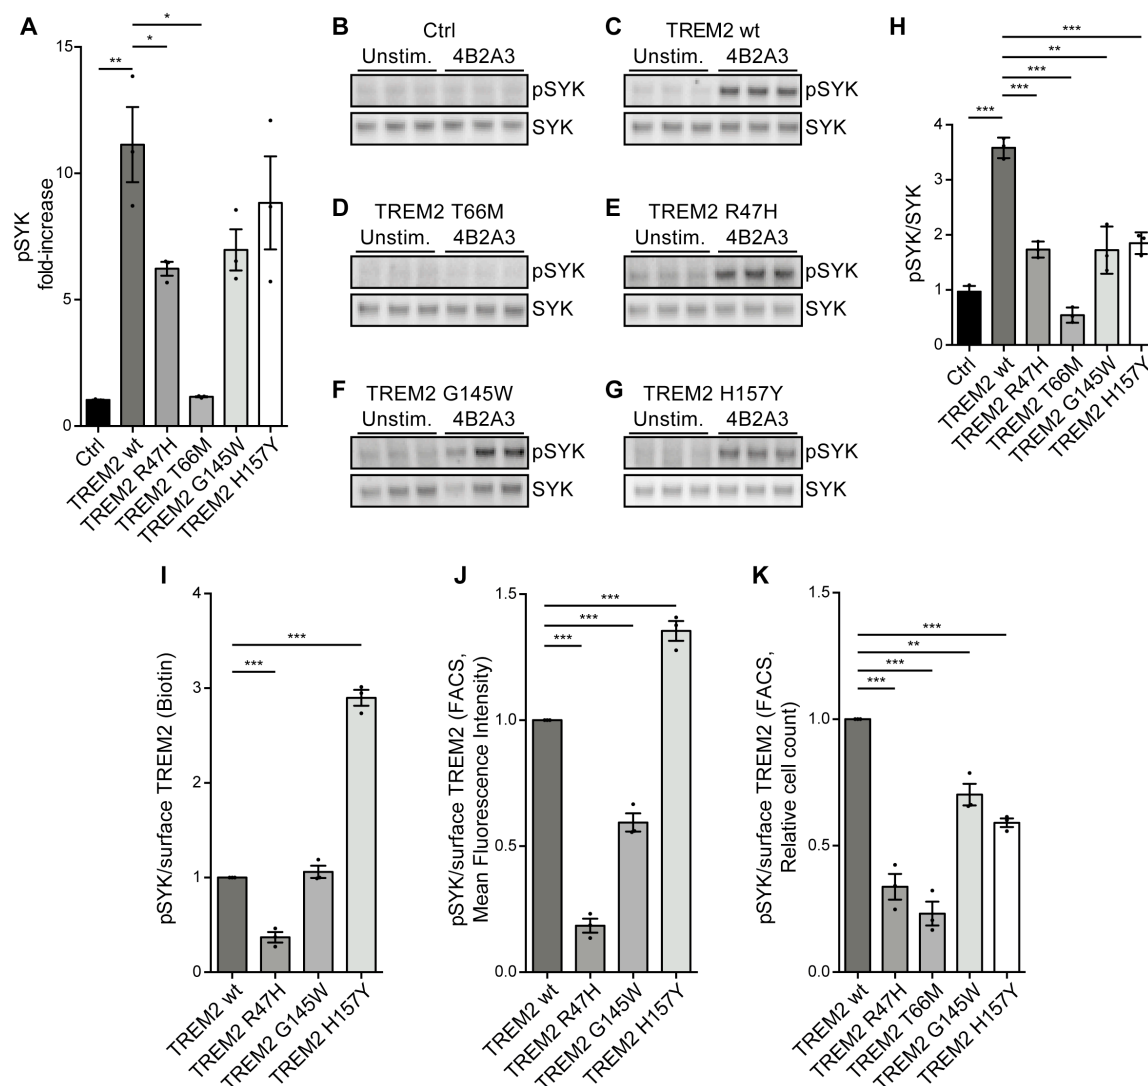 A
15
10
5
0
pSYK
fold-increase
**
*
*
Ctrl
TREM2 wt
TREM2 R47H
TREM2 T66M
TREM2 G145W
TREM2 H157Y
B
Ctrl
Unstim. 4B2A3
pSYK
SYK
C
TREM2 wt
Unstim. 4B2A3
pSYK
SYK
D
TREM2 T66M
Unstim. 4B2A3
pSYK
SYK
E
TREM2 R47H
Unstim. 4B2A3
pSYK
SYK
F
TREM2 G145W
Unstim. 4B2A3
pSYK
SYK
G
TREM2 H157Y
Unstim. 4B2A3
pSYK
SYK
H
***
**
***
***
***
4
3
2
1
0
pSYK/SYK
Ctrl
TREM2 wt
TREM2 R47H
TREM2 T66M
TREM2 G145W
TREM2 H157Y
I
4
3
2
1
0
pSYK/surface TREM2 (Biotin)
***
***
TREM2 wt
TREM2 R47H
TREM2 G145W
TREM2 H157Y
J
1.5
1.0
0.5
0.0
pSYK/surface TREM2 (FACS,
Mean Fluorescence Intensity)
***
***
***
TREM2 wt
TREM2 R47H
TREM2 G145W
TREM2 H157Y
K
1.5
1.0
0.5
0.0
pSYK/surface TREM2 (FACS,
Relative cell count)
***
**
***
***
TREM2 wt
TREM2 R47H
TREM2 T66M
TREM2 G145W
TREM2 H157Y